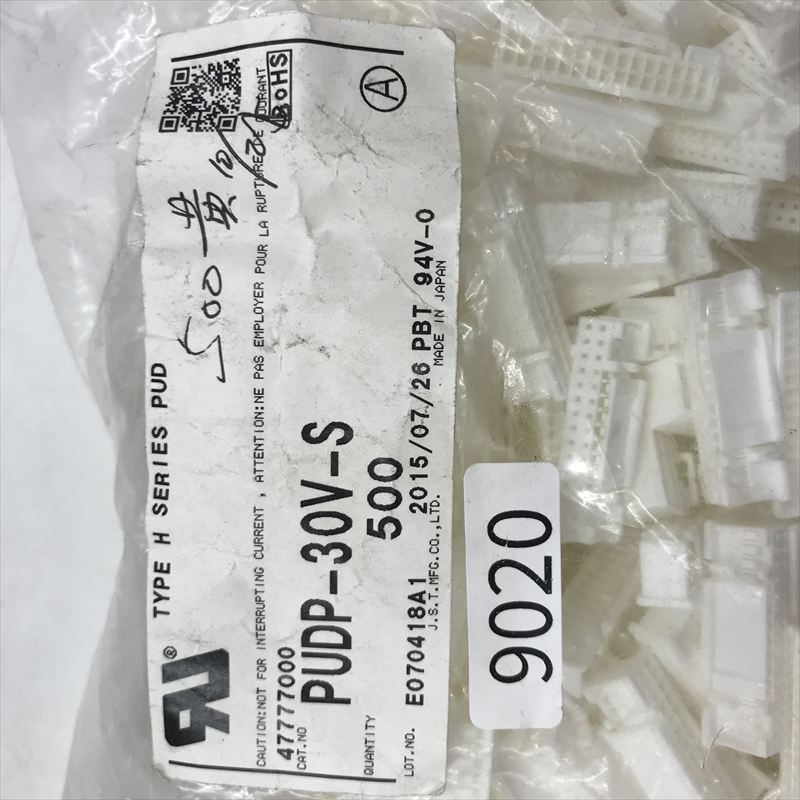 TYPE H SERIES PUD
RoHS
A
500 黄
CAUTION:NOT FOR INTERRUPTING CURRENT , ATTENTION:NE PAS EMPLOYER POUR LA RUPTURE DE COURANT
47777000
CAT.NO PUDP-30V-S
QUANTITY 500
LOT.NO. E070418A1 2015/07/26 PBT 94V-0
J.S.T.MFG.CO.,LTD. MADE IN JAPAN
9020